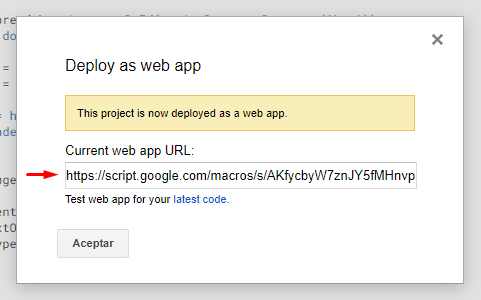 Deploy as web app
This project is now deployed as a web app.
Current web app URL:
https://script.google.com/macros/s/AKfycbyW7znJY5fMHnvp
Test web app for your latest code.
Aceptar